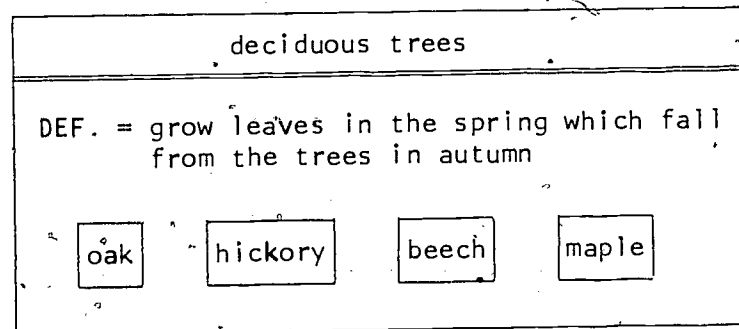 deciduous trees
DEF. = grow leaves in the spring which fall
from the trees in autumn
oak hickory beech maple